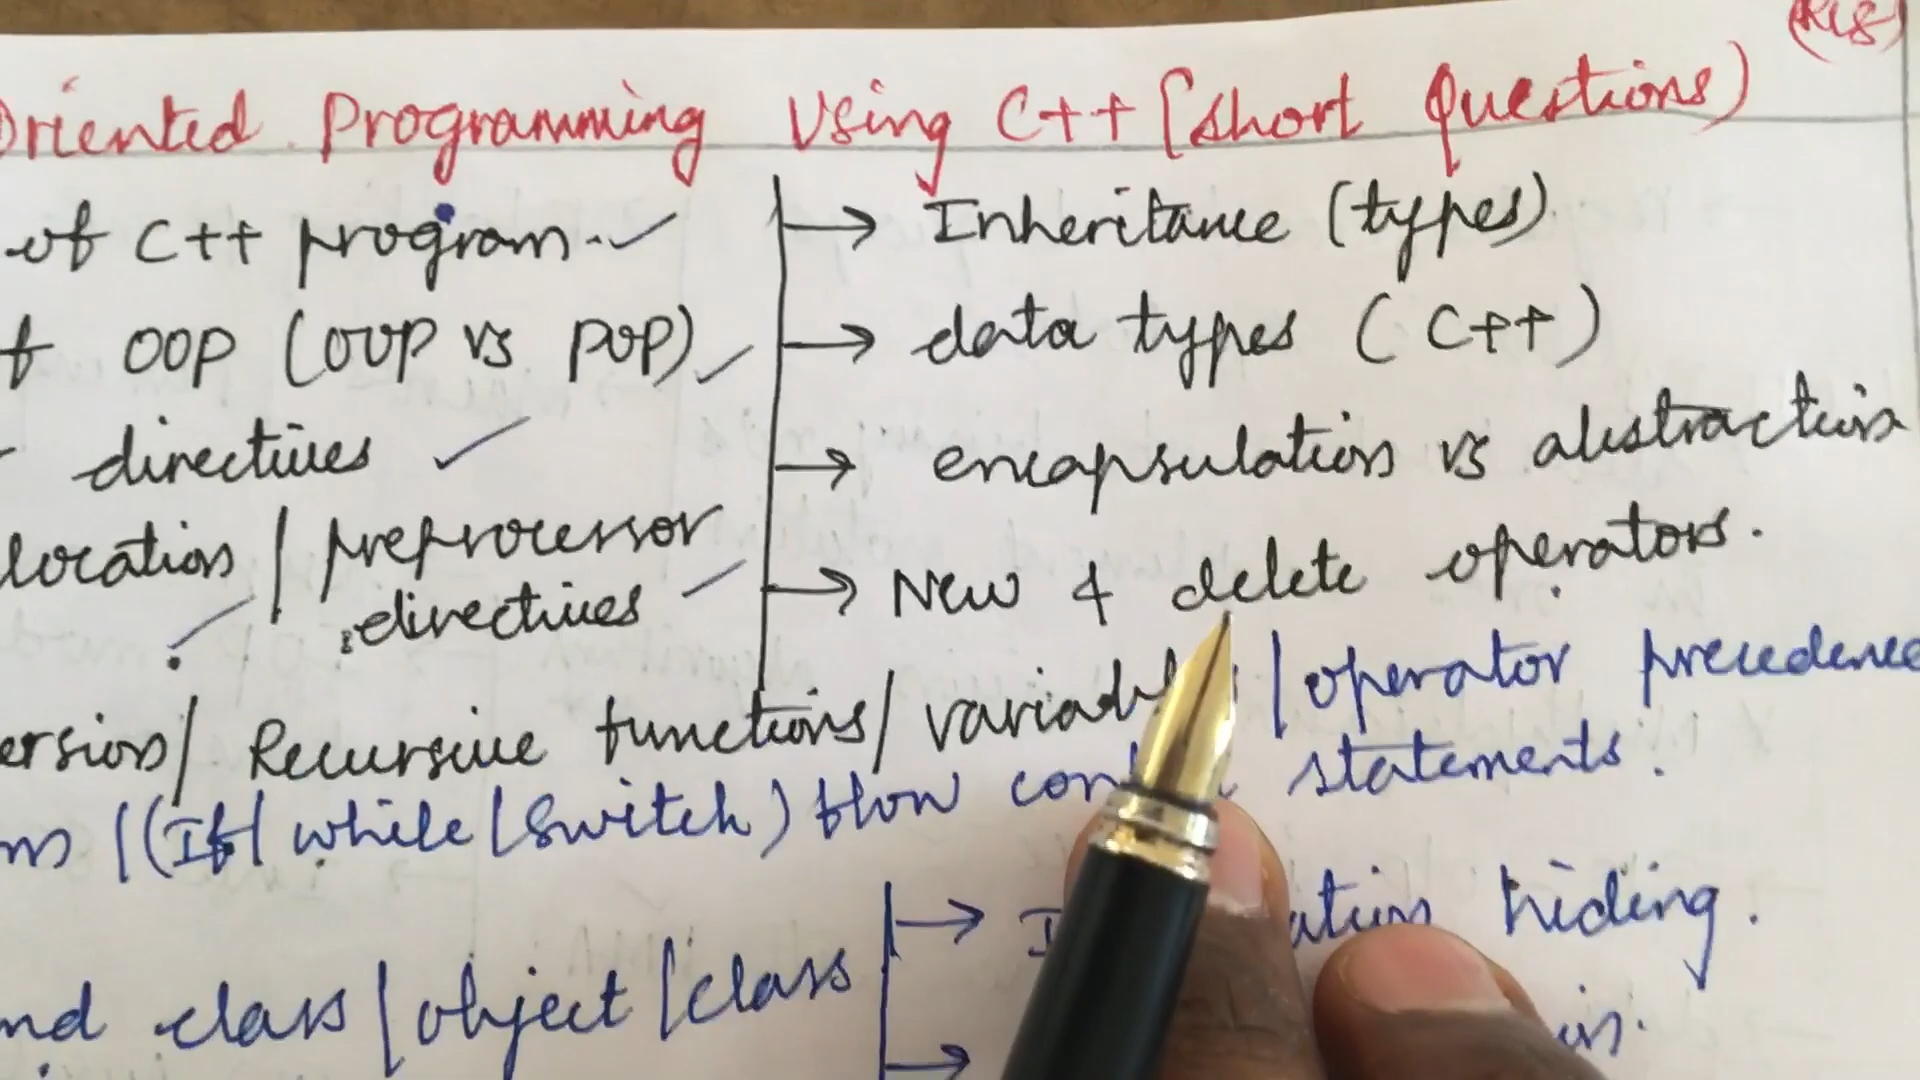 (R18)
Oriented Programming Using C++ (Short Questions)
of C++ program.
OOP (OOP vs POP)
directives
location / preprocessor
directives
→ Inheritance (types)
→ data types (C++)
→ encapsulation vs abstraction
→ New & delete operators.
/ Recursive functions / / operator precedence
/(If / while / Switch) flow statements.
class / object / class
→ hiding.
→